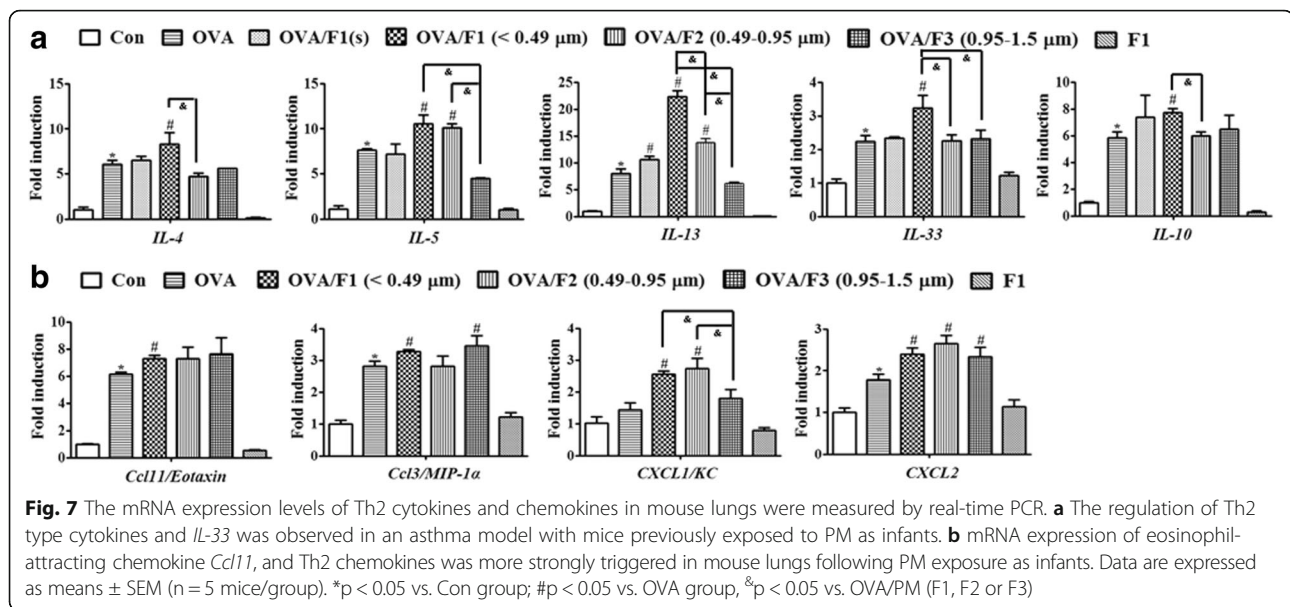 a Con OVA OVA/F1(s) OVA/F1 (< 0.49 μm) OVA/F2 (0.49-0.95 μm) OVA/F3 (0.95-1.5 μm) F1
Fold induction
15
10
5
0
* # &
IL-4
Fold induction
15
10
5
0
* # # & &
IL-5
Fold induction
25
20
15
10
5
0
* # # # & & &
IL-13
Fold induction
4
3
2
1
0
* # & &
IL-33
Fold induction
10
8
6
4
2
0
* # &
IL-10
b Con OVA OVA/F1 (< 0.49 μm) OVA/F2 (0.49-0.95 μm) OVA/F3 (0.95-1.5 μm) F1
Fold induction
10
8
6
4
2
0
* #
Ccl11/Eotaxin
Fold induction
4
3
2
1
0
* # #
Ccl3/MIP-1α
Fold induction
4
3
2
1
0
# # & &
CXCL1/KC
Fold induction
3
2
1
0
* # # #
CXCL2
Fig. 7 The mRNA expression levels of Th2 cytokines and chemokines in mouse lungs were measured by real-time PCR. a The regulation of Th2
type cytokines and IL-33 was observed in an asthma model with mice previously exposed to PM as infants. b mRNA expression of eosinophil-
attracting chemokine Ccl11, and Th2 chemokines was more strongly triggered in mouse lungs following PM exposure as infants. Data are expressed
as means ± SEM (n = 5 mice/group). *p < 0.05 vs. Con group; #p < 0.05 vs. OVA group, &p < 0.05 vs. OVA/PM (F1, F2 or F3)